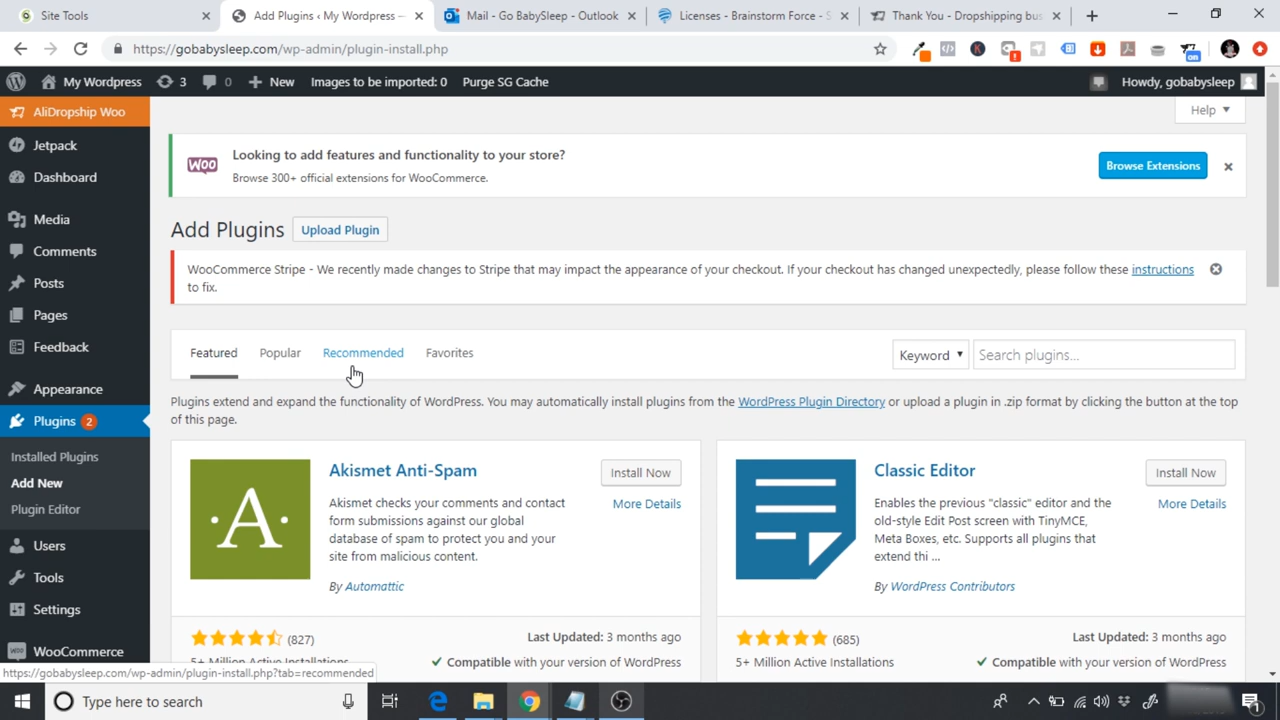 Site Tools
Add Plugins ‹ My Wordpress —
Mail - Go BabySleep - Outlook
Licenses - Brainstorm Force - S
Thank You - Dropshipping bus
https://gobabysleep.com/wp-admin/plugin-install.php
on
My Wordpress
3
0
New
Images to be imported: 0
Purge SG Cache
Howdy, gobabysleep
AliDropship Woo
Jetpack
Dashboard
Media
Comments
Posts
Pages
Feedback
Appearance
Plugins 2
Installed Plugins
Add New
Plugin Editor
Users
Tools
Settings
WooCommerce
Help
WOO
Looking to add features and functionality to your store?
Browse 300+ official extensions for WooCommerce.
Browse Extensions
Add Plugins
Upload Plugin
WooCommerce Stripe - We recently made changes to Stripe that may impact the appearance of your checkout. If your checkout has changed unexpectedly, please follow these instructions
to fix.
Featured
Popular
Recommended
Favorites
Keyword
Search plugins...
Plugins extend and expand the functionality of WordPress. You may automatically install plugins from the WordPress Plugin Directory or upload a plugin in .zip format by clicking the button at the top
of this page.
A
Akismet Anti-Spam
Install Now
More Details
Akismet checks your comments and contact
form submissions against our global
database of spam to protect you and your
site from malicious content.
By Automattic
(827)
5+ Million Active Installations
Last Updated: 3 months ago
Compatible with your version of WordPress
Classic Editor
Install Now
More Details
Enables the previous "classic" editor and the
old-style Edit Post screen with TinyMCE,
Meta Boxes, etc. Supports all plugins that
extend thi ...
By WordPress Contributors
(685)
5+ Million Active Installations
Last Updated: 3 months ago
Compatible with your version of WordPress
https://gobabysleep.com/wp-admin/plugin-install.php?tab=recommended
Type here to search
1